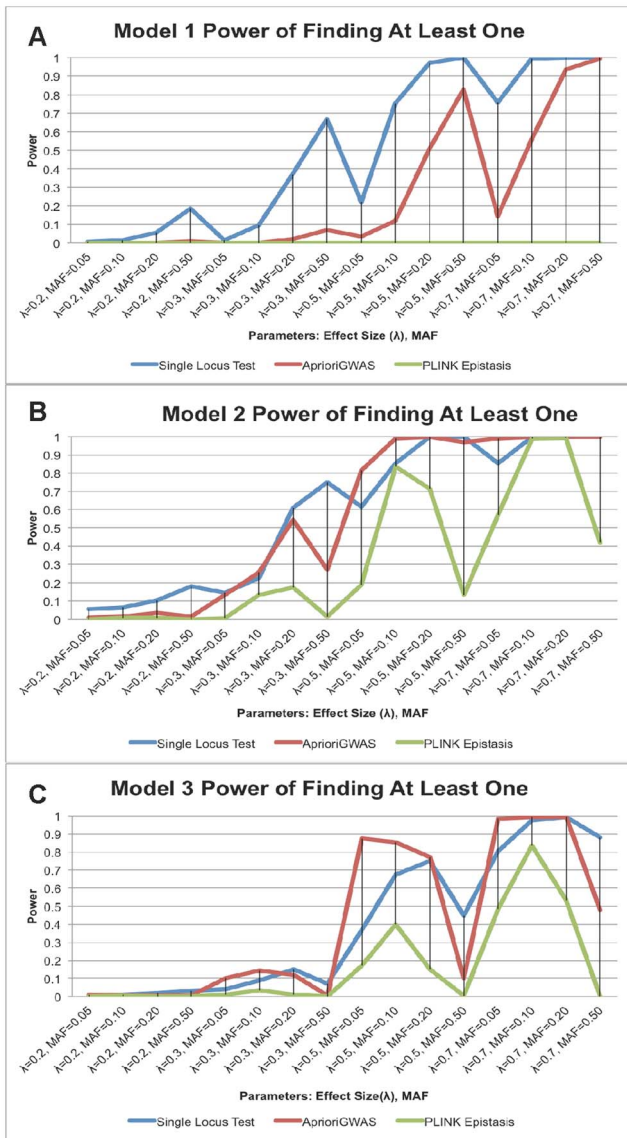 A
Model 1 Power of Finding At Least One
1
0.9
0.8
0.7
0.6
0.5
0.4
0.3
0.2
0.1
0
Power
λ=0.2, MAF=0.05
λ=0.2, MAF=0.10
λ=0.2, MAF=0.20
λ=0.2, MAF=0.50
λ=0.3, MAF=0.05
λ=0.3, MAF=0.10
λ=0.3, MAF=0.20
λ=0.3, MAF=0.50
λ=0.5, MAF=0.05
λ=0.5, MAF=0.10
λ=0.5, MAF=0.20
λ=0.5, MAF=0.50
λ=0.7, MAF=0.05
λ=0.7, MAF=0.10
λ=0.7, MAF=0.20
λ=0.7, MAF=0.50
Parameters: Effect Size (λ), MAF
Single Locus Test AprioriGWAS PLINK Epistasis
B
Model 2 Power of Finding At Least One
1
0.9
0.8
0.7
0.6
0.5
0.4
0.3
0.2
0.1
0
Power
λ=0.2, MAF=0.05
λ=0.2, MAF=0.10
λ=0.2, MAF=0.20
λ=0.2, MAF=0.50
λ=0.3, MAF=0.05
λ=0.3, MAF=0.10
λ=0.3, MAF=0.20
λ=0.3, MAF=0.50
λ=0.5, MAF=0.05
λ=0.5, MAF=0.10
λ=0.5, MAF=0.20
λ=0.5, MAF=0.50
λ=0.7, MAF=0.05
λ=0.7, MAF=0.10
λ=0.7, MAF=0.20
λ=0.7, MAF=0.50
Parameters: Effect Size (λ), MAF
Single Locus Test AprioriGWAS PLINK Epistasis
C
Model 3 Power of Finding At Least One
1
0.9
0.8
0.7
0.6
0.5
0.4
0.3
0.2
0.1
0
Power
λ=0.2, MAF=0.05
λ=0.2, MAF=0.10
λ=0.2, MAF=0.20
λ=0.2, MAF=0.50
λ=0.3, MAF=0.05
λ=0.3, MAF=0.10
λ=0.3, MAF=0.20
λ=0.3, MAF=0.50
λ=0.5, MAF=0.05
λ=0.5, MAF=0.10
λ=0.5, MAF=0.20
λ=0.5, MAF=0.50
λ=0.7, MAF=0.05
λ=0.7, MAF=0.10
λ=0.7, MAF=0.20
λ=0.7, MAF=0.50
Parameters: Effect Size(λ), MAF
Single Locus Test AprioriGWAS PLINK Epistasis